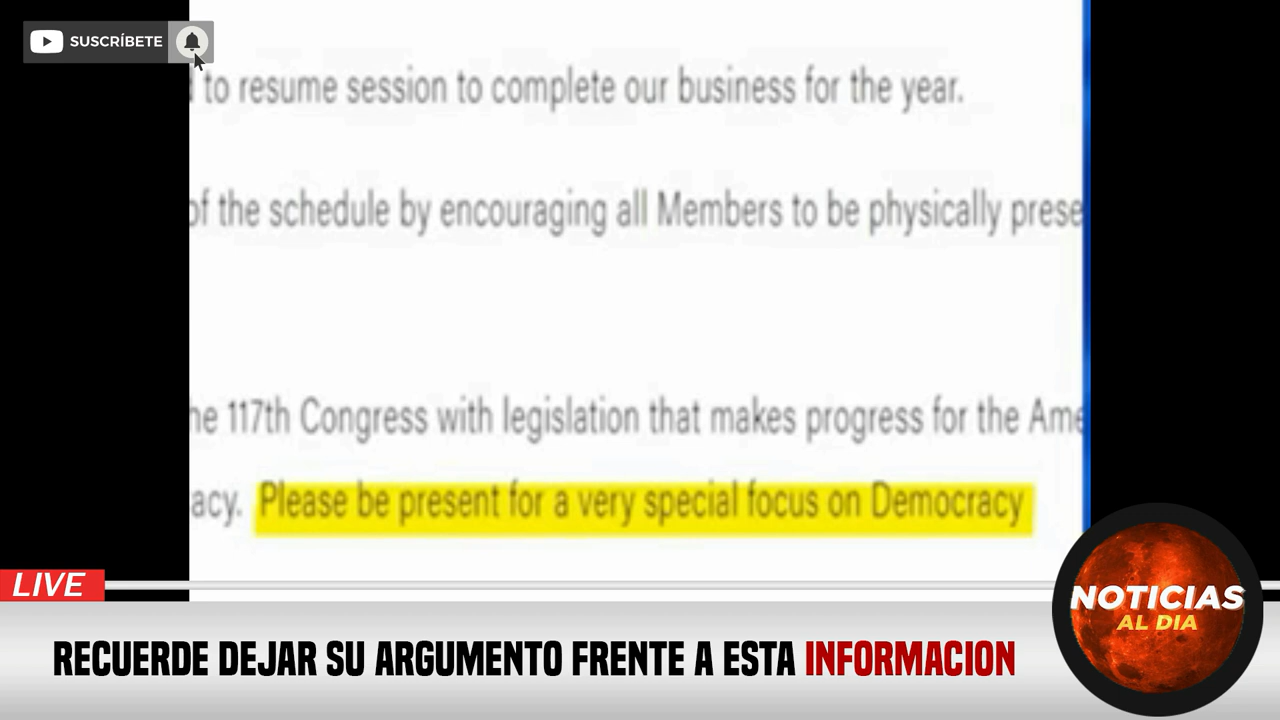 SUSCRÍBETE
to resume session to complete our business for the year.
of the schedule by encouraging all Members to be physically prese
he 117th Congress with legislation that makes progress for the Ame
acy. Please be present for a very special focus on Democracy
LIVE
NOTICIAS
AL DIA
RECUERDE DEJAR SU ARGUMENTO FRENTE A ESTA INFORMACION